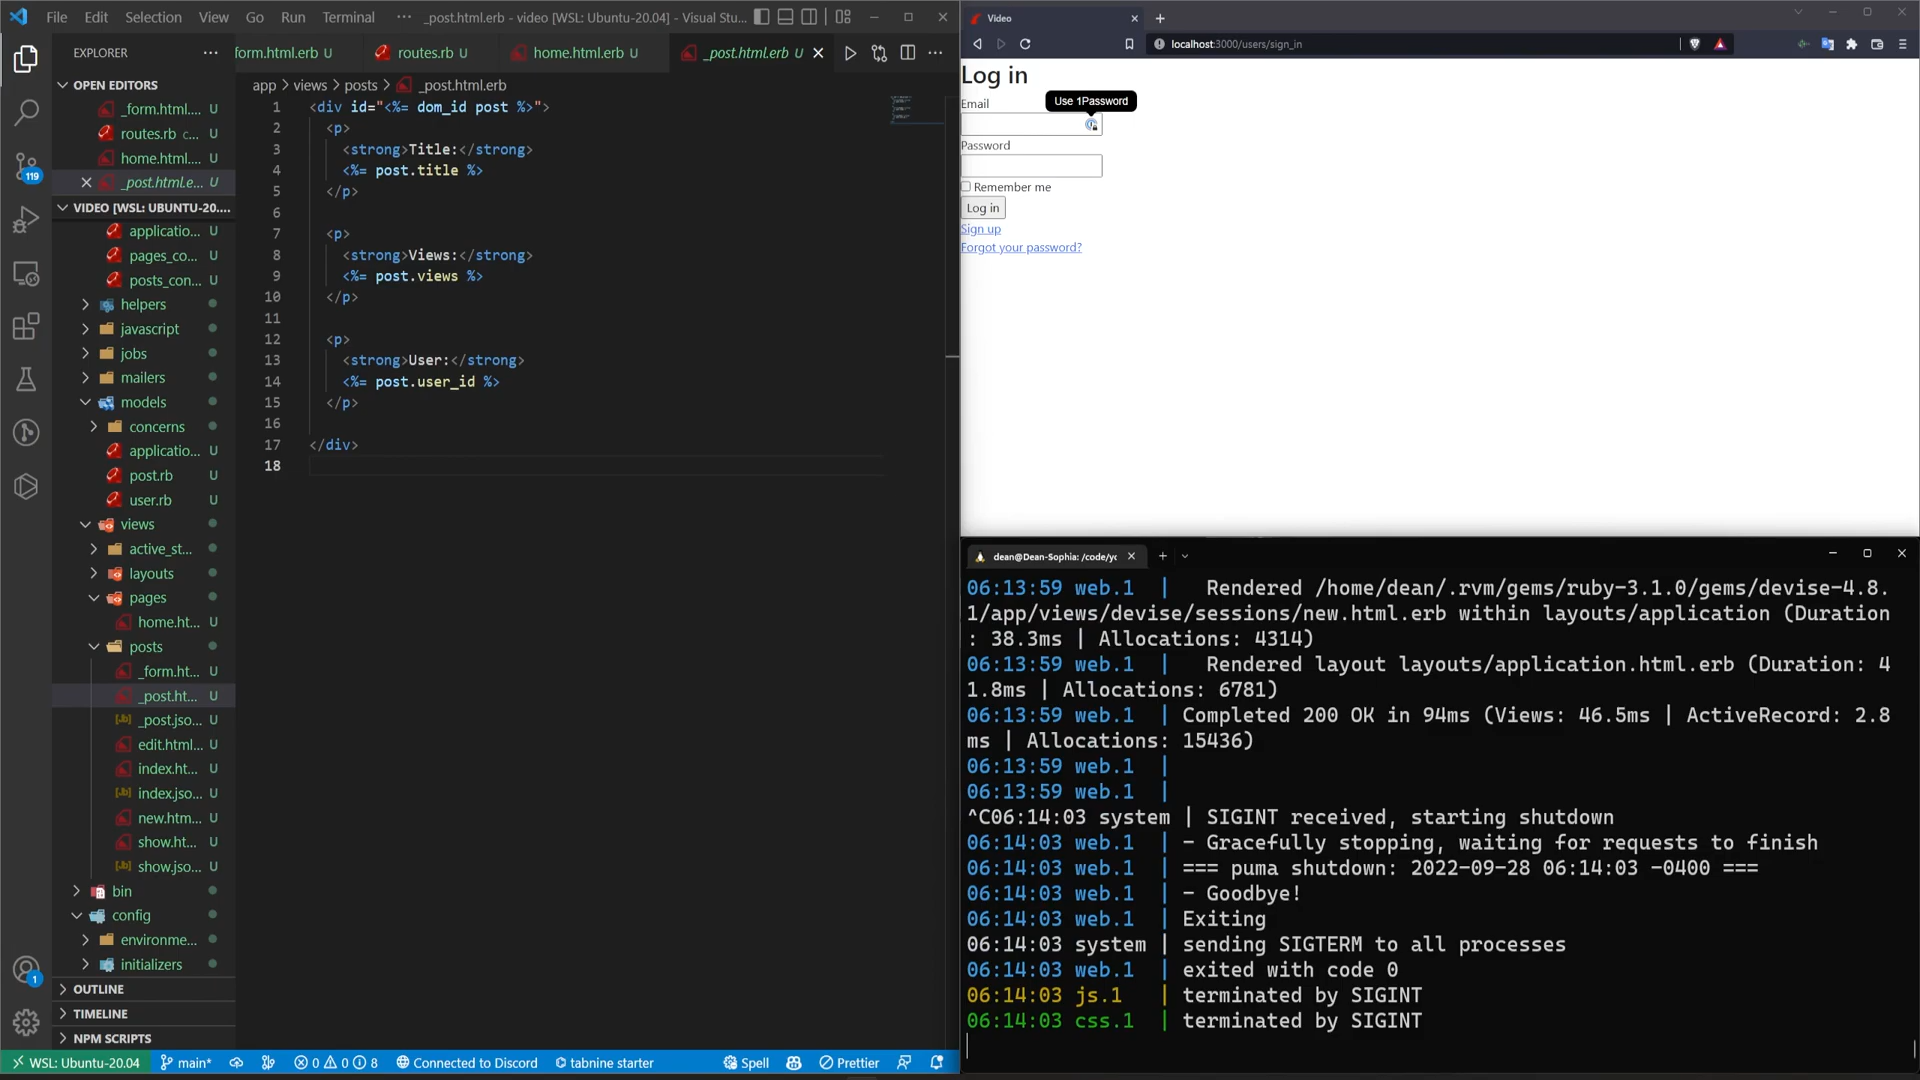 File Edit Selection View Go Run Terminal ··· _post.html.erb - video [WSL: Ubuntu-20.04] - Visual Stu...
EXPLORER ···
OPEN EDITORS
_form.html.... U
routes.rb c... U
home.html.... U
_post.html.e... U
VIDEO [WSL: UBUNTU-20....
applicatio... U
pages_co... U
posts_con... U
helpers
javascript
jobs
mailers
models
concerns
applicatio... U
post.rb U
user.rb U
views
active_st...
layouts
pages
home.ht... U
posts
_form.ht... U
_post.ht... U
_post.jso... U
edit.html... U
index.ht... U
index.jso... U
new.htm... U
show.ht... U
show.jso... U
bin
config
environme...
initializers
OUTLINE
TIMELINE
NPM SCRIPTS
119
1
form.html.erb U routes.rb U home.html.erb U _post.html.erb U
app > views > posts > _post.html.erb
1 <div id="<%= dom_id post %>">
2 <p>
3 <strong>Title:</strong>
4 <%= post.title %>
5 </p>
6
7 <p>
8 <strong>Views:</strong>
9 <%= post.views %>
10 </p>
11
12 <p>
13 <strong>User:</strong>
14 <%= post.user_id %>
15 </p>
16
17 </div>
18
WSL: Ubuntu-20.04 main* 0 0 8 Connected to Discord tabnine starter Spell Prettier
Video
localhost:3000/users/sign_in
Log in
Email
Use 1Password
Password
Remember me
Log in
Sign up
Forgot your password?
dean@Dean-Sophia: /code/yc
06:13:59 web.1 | Rendered /home/dean/.rvm/gems/ruby-3.1.0/gems/devise-4.8.
1/app/views/devise/sessions/new.html.erb within layouts/application (Duration
: 38.3ms | Allocations: 4314)
06:13:59 web.1 | Rendered layout layouts/application.html.erb (Duration: 4
1.8ms | Allocations: 6781)
06:13:59 web.1 | Completed 200 OK in 94ms (Views: 46.5ms | ActiveRecord: 2.8
ms | Allocations: 15436)
06:13:59 web.1 |
06:13:59 web.1 |
^C06:14:03 system | SIGINT received, starting shutdown
06:14:03 web.1 | - Gracefully stopping, waiting for requests to finish
06:14:03 web.1 | === puma shutdown: 2022-09-28 06:14:03 -0400 ===
06:14:03 web.1 | - Goodbye!
06:14:03 web.1 | Exiting
06:14:03 system | sending SIGTERM to all processes
06:14:03 web.1 | exited with code 0
06:14:03 js.1 | terminated by SIGINT
06:14:03 css.1 | terminated by SIGINT